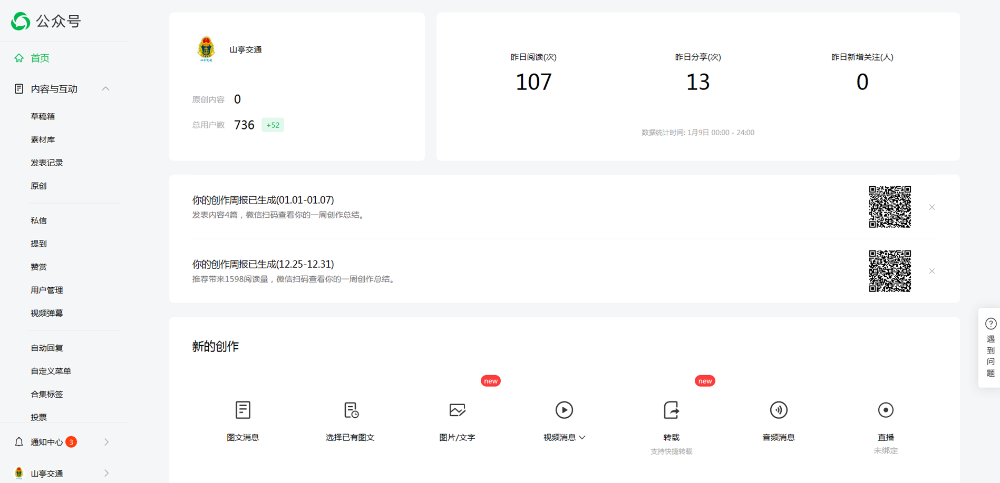 公众号
首页
内容与互动
草稿箱
素材库
发表记录
原创
私信
提到
赞赏
用户管理
视频弹幕
自动回复
自定义菜单
合集标签
投票
通知中心 3
山亭交通
山亭交通
原创内容 0
总用户数 736 +52
昨日阅读(次)
107
昨日分享(次)
13
昨日新增关注(人)
0
数据统计时间: 1月9日 00:00 - 24:00
你的创作周报已生成(01.01-01.07)
发表内容4篇，微信扫码查看你的一周创作总结。
你的创作周报已生成(12.25-12.31)
推荐带来1598阅读量，微信扫码查看你的一周创作总结。
新的创作
图文消息
选择已有图文
new
图片/文字
视频消息
new
转载
支持快捷转载
音频消息
直播
未绑定
遇到问题